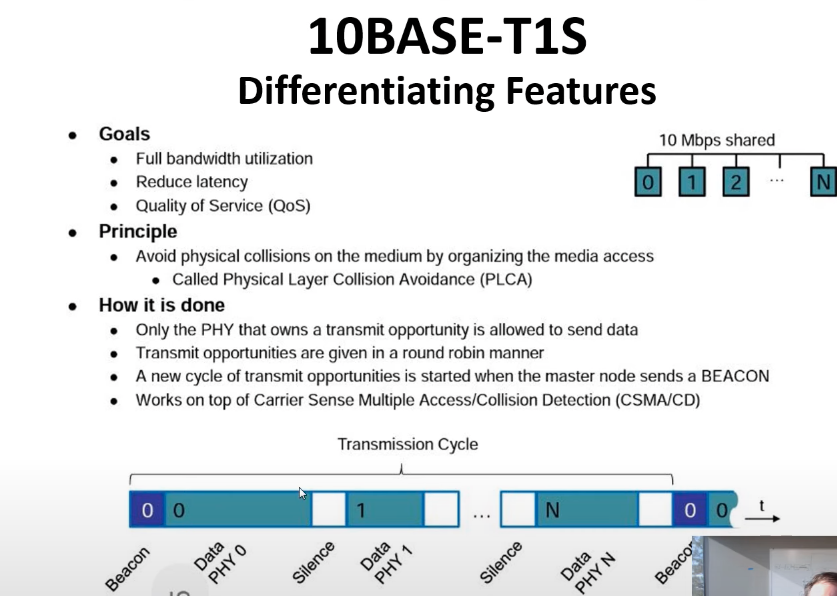 10BASE-T1S
Differentiating Features
Goals
Full bandwidth utilization
Reduce latency
Quality of Service (QoS)
Principle
Avoid physical collisions on the medium by organizing the media access
Called Physical Layer Collision Avoidance (PLCA)
How it is done
Only the PHY that owns a transmit opportunity is allowed to send data
Transmit opportunities are given in a round robin manner
A new cycle of transmit opportunities is started when the master node sends a BEACON
Works on top of Carrier Sense Multiple Access/Collision Detection (CSMA/CD)
10 Mbps shared
0 1 2 ... N
Transmission Cycle
0 0 1 ... N 0 0 t
Beacon
Data
PHY 0
Silence
Data
PHY 1
Silence
Data
PHY N